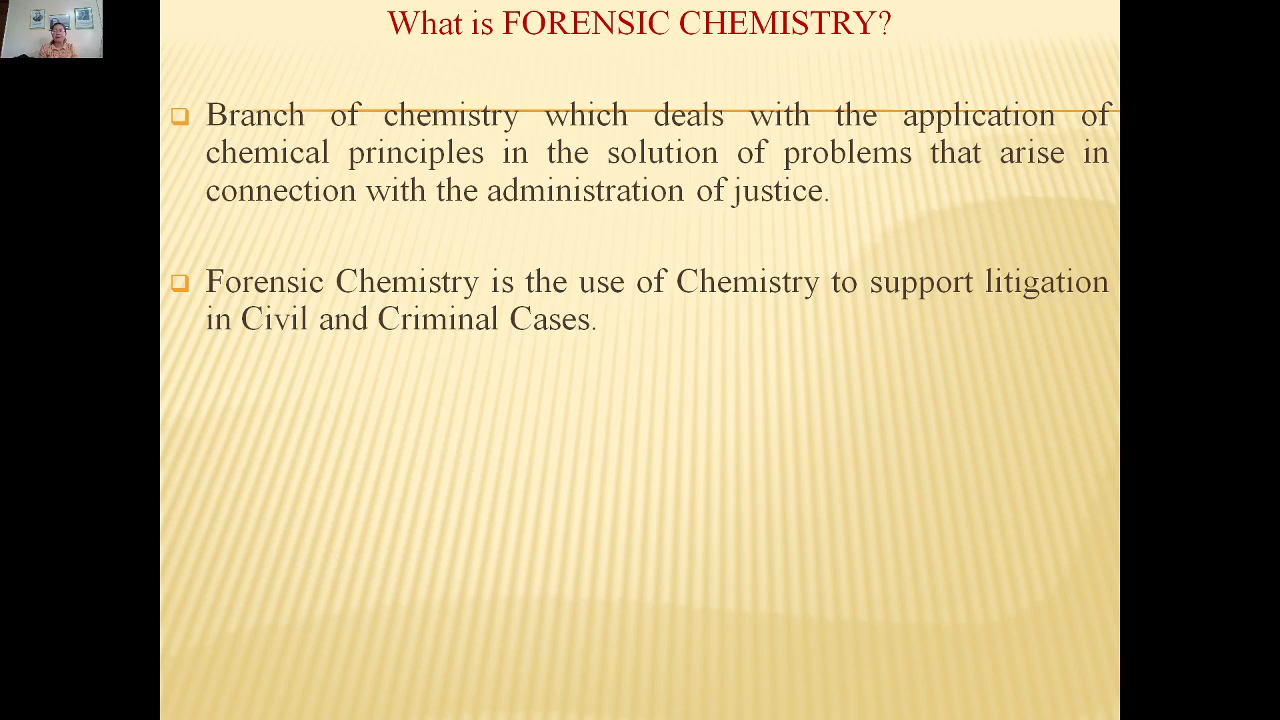 What is FORENSIC CHEMISTRY?
Branch of chemistry which deals with the application of
chemical principles in the solution of problems that arise in
connection with the administration of justice.
Forensic Chemistry is the use of Chemistry to support litigation
in Civil and Criminal Cases.